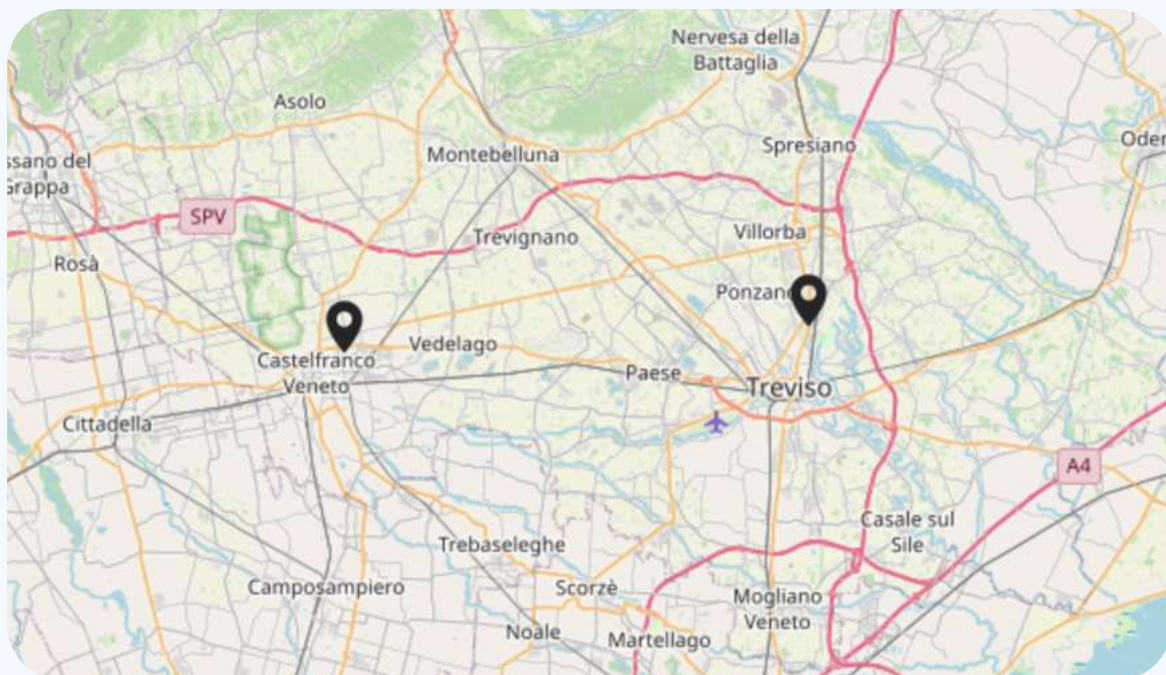 Nervesa della
Battaglia
Asolo
Montebelluna
Spresiano
Oder
ssano del
Grappa
SPV
Trevignano
Villorba
Rosà
Ponzano
Castelfranco
Veneto
Vedelago
Paese
Treviso
Cittadella
A4
Casale sul
Sile
Trebaseleghe
Camposampiero
Scorzè
Mogliano
Veneto
Noale
Martellago